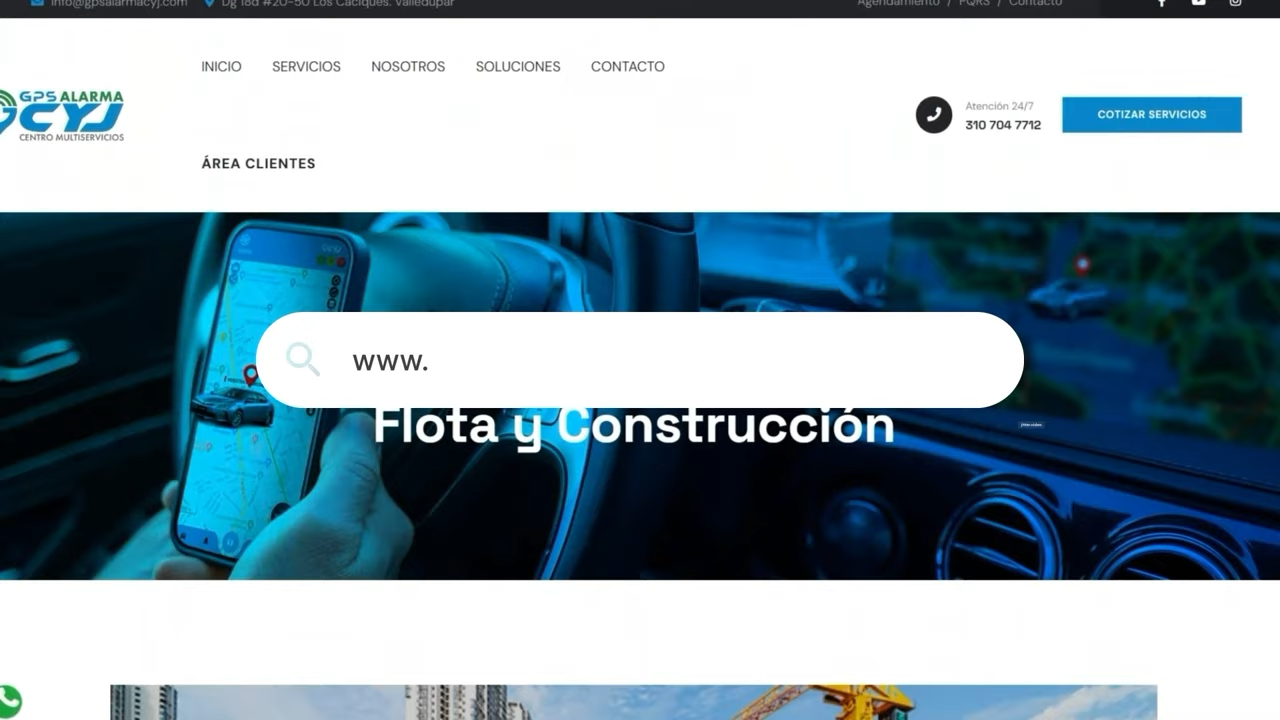 info@gpsalarmacyj.com
Dg 18d #20-50 Los Caciques. Valledupar
Agendamiento / PQRS / Contacto
INICIO SERVICIOS NOSOTROS SOLUCIONES CONTACTO
GPS ALARMA
CYJ
CENTRO MULTISERVICIOS
Atención 24/7
310 704 7712
COTIZAR SERVICIOS
ÁREA CLIENTES
www.
Flota y Construcción